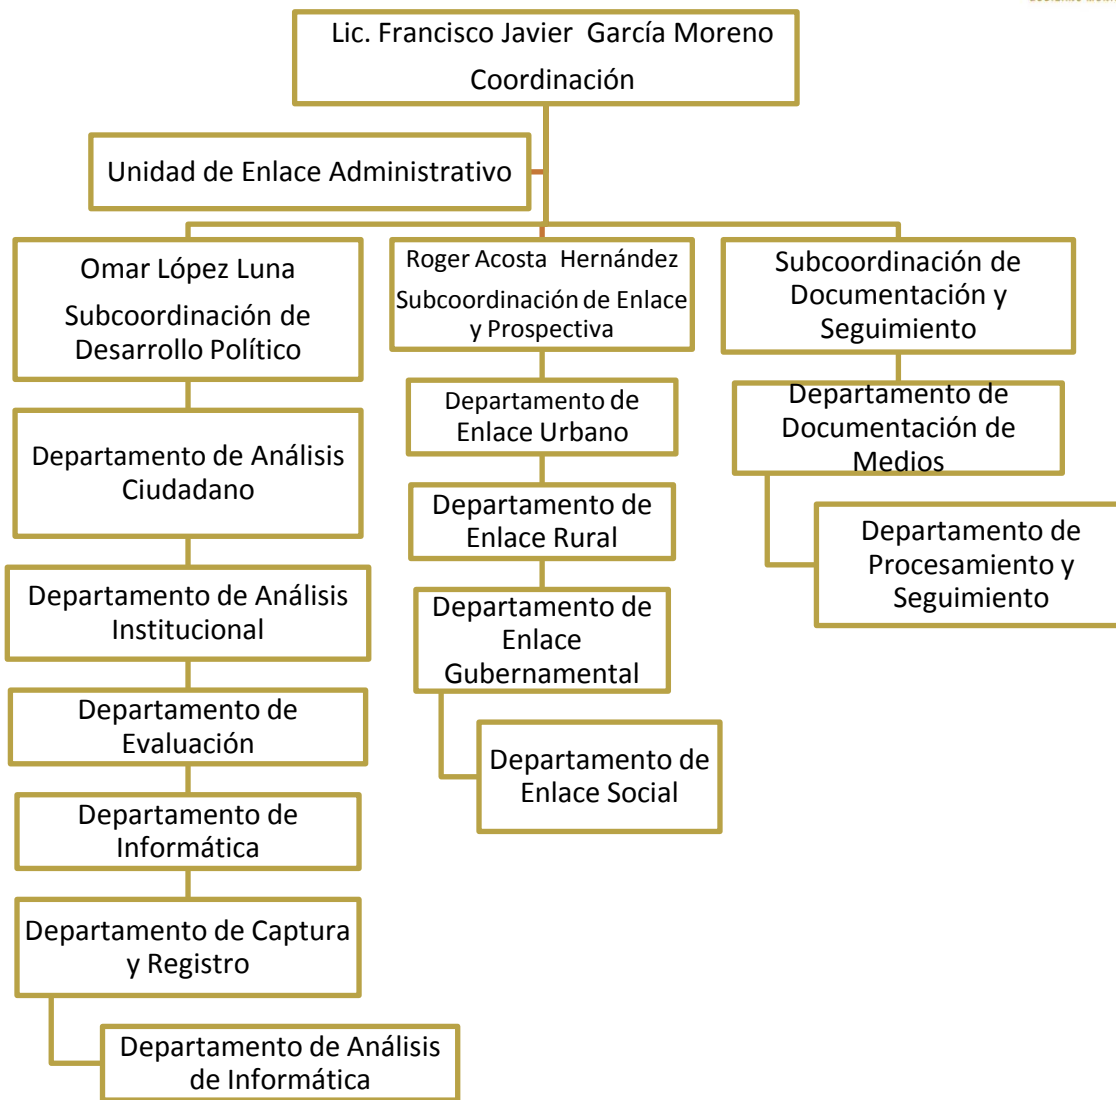 Lic. Francisco Javier García Moreno
Coordinación
Unidad de Enlace Administrativo
Omar López Luna
Subcoordinación de
Desarrollo Político
Departamento de Análisis
Ciudadano
Departamento de Análisis
Institucional
Departamento de
Evaluación
Departamento de
Informática
Departamento de Captura
y Registro
Departamento de Análisis
de Informática
Roger Acosta Hernández
Subcoordinación de Enlace
y Prospectiva
Departamento de
Enlace Urbano
Departamento de
Enlace Rural
Departamento de
Enlace
Gubernamental
Departamento de
Enlace Social
Subcoordinación de
Documentación y
Seguimiento
Departamento de
Documentación de
Medios
Departamento de
Procesamiento y
Seguimiento